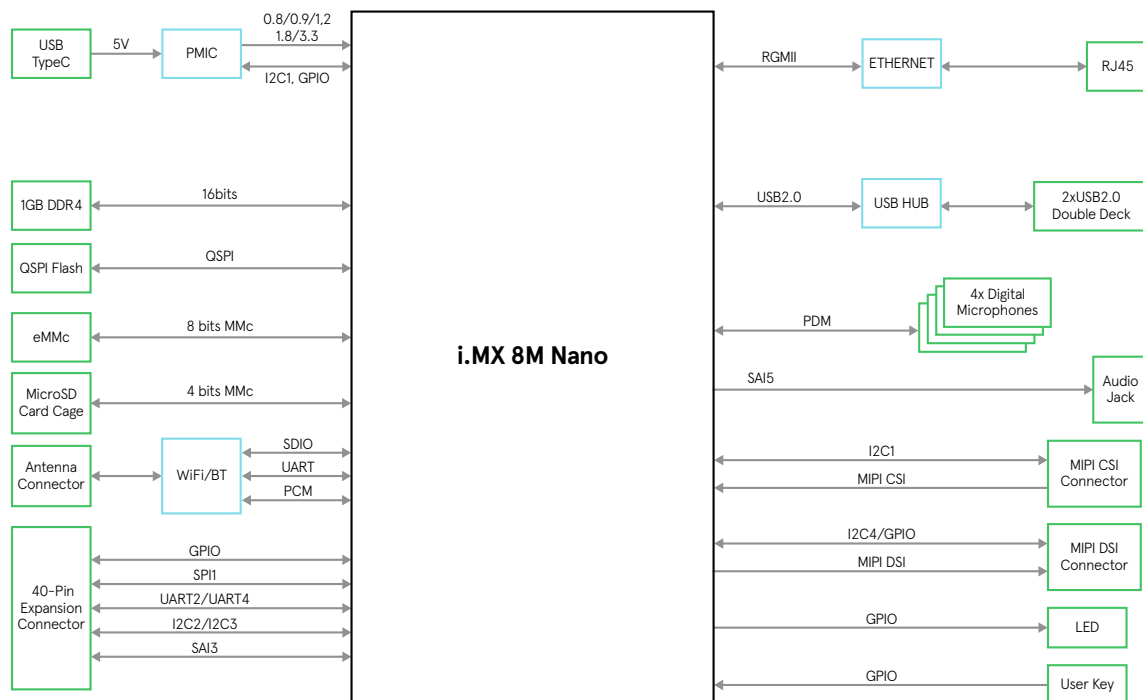 USB
TypeC
5V
PMIC
0.8/0.9/1,2
1.8/3.3
I2C1, GPIO
1GB DDR4
16bits
QSPI Flash
QSPI
eMMc
8 bits MMc
MicroSD
Card Cage
4 bits MMc
Antenna
Connector
WiFi/BT
SDIO
UART
PCM
40-Pin
Expansion
Connector
GPIO
SPI1
UART2/UART4
I2C2/I2C3
SAI3
i.MX 8M Nano
RGMII
ETHERNET
RJ45
USB2.0
USB HUB
2xUSB2.0
Double Deck
PDM
4x Digital
Microphones
SAI5
Audio
Jack
I2C1
MIPI CSI
MIPI CSI
Connector
I2C4/GPIO
MIPI DSI
MIPI DSI
Connector
GPIO
LED
GPIO
User Key